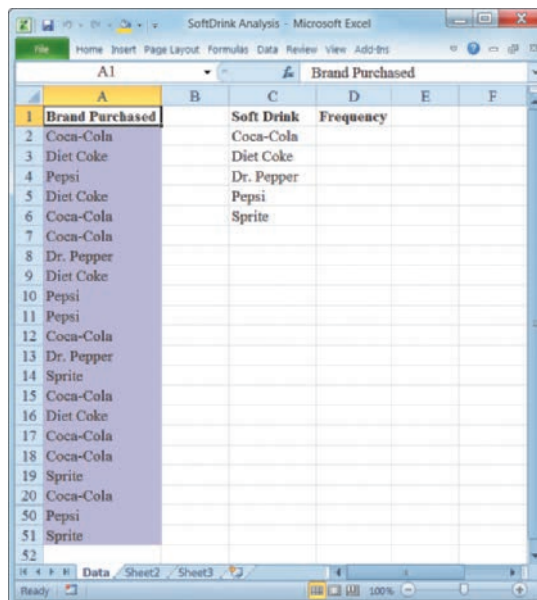 SoftDrink Analysis - Microsoft Excel
File Home Insert Page Layout Formulas Data Review View Add-Ins
A1 fx Brand Purchased
A B C D E F
1 Brand Purchased Soft Drink Frequency
2 Coca-Cola Coca-Cola
3 Diet Coke Diet Coke
4 Pepsi Dr. Pepper
5 Diet Coke Pepsi
6 Coca-Cola Sprite
7 Coca-Cola
8 Dr. Pepper
9 Diet Coke
10 Pepsi
11 Pepsi
12 Coca-Cola
13 Dr. Pepper
14 Sprite
15 Coca-Cola
16 Diet Coke
17 Coca-Cola
18 Coca-Cola
19 Sprite
20 Coca-Cola
50 Pepsi
51 Sprite
52
Data Sheet2 Sheet3
Ready 100%